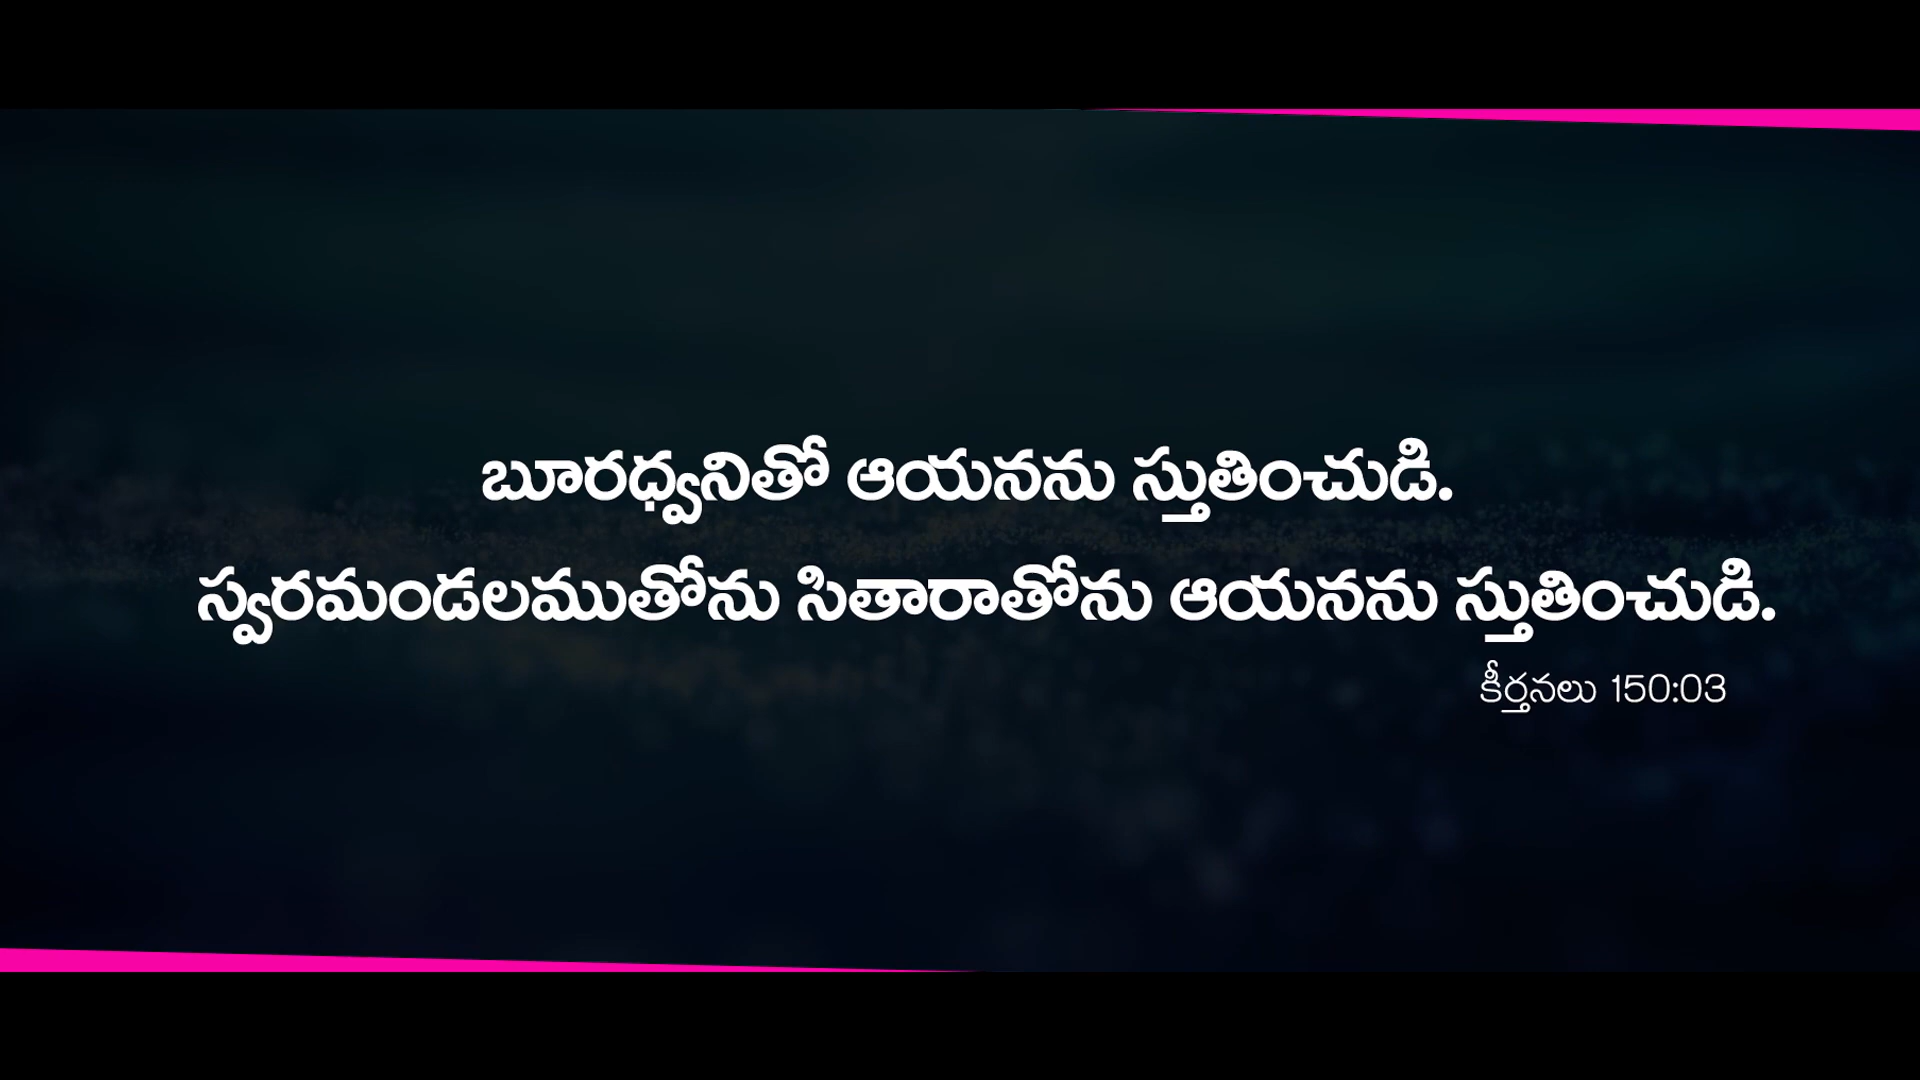 బూరధ్వనితో ఆయనను స్తుతించుడి.
స్వరమండలముతోను సితారాతోను ఆయనను స్తుతించుడి.
కీర్తనలు 150:03